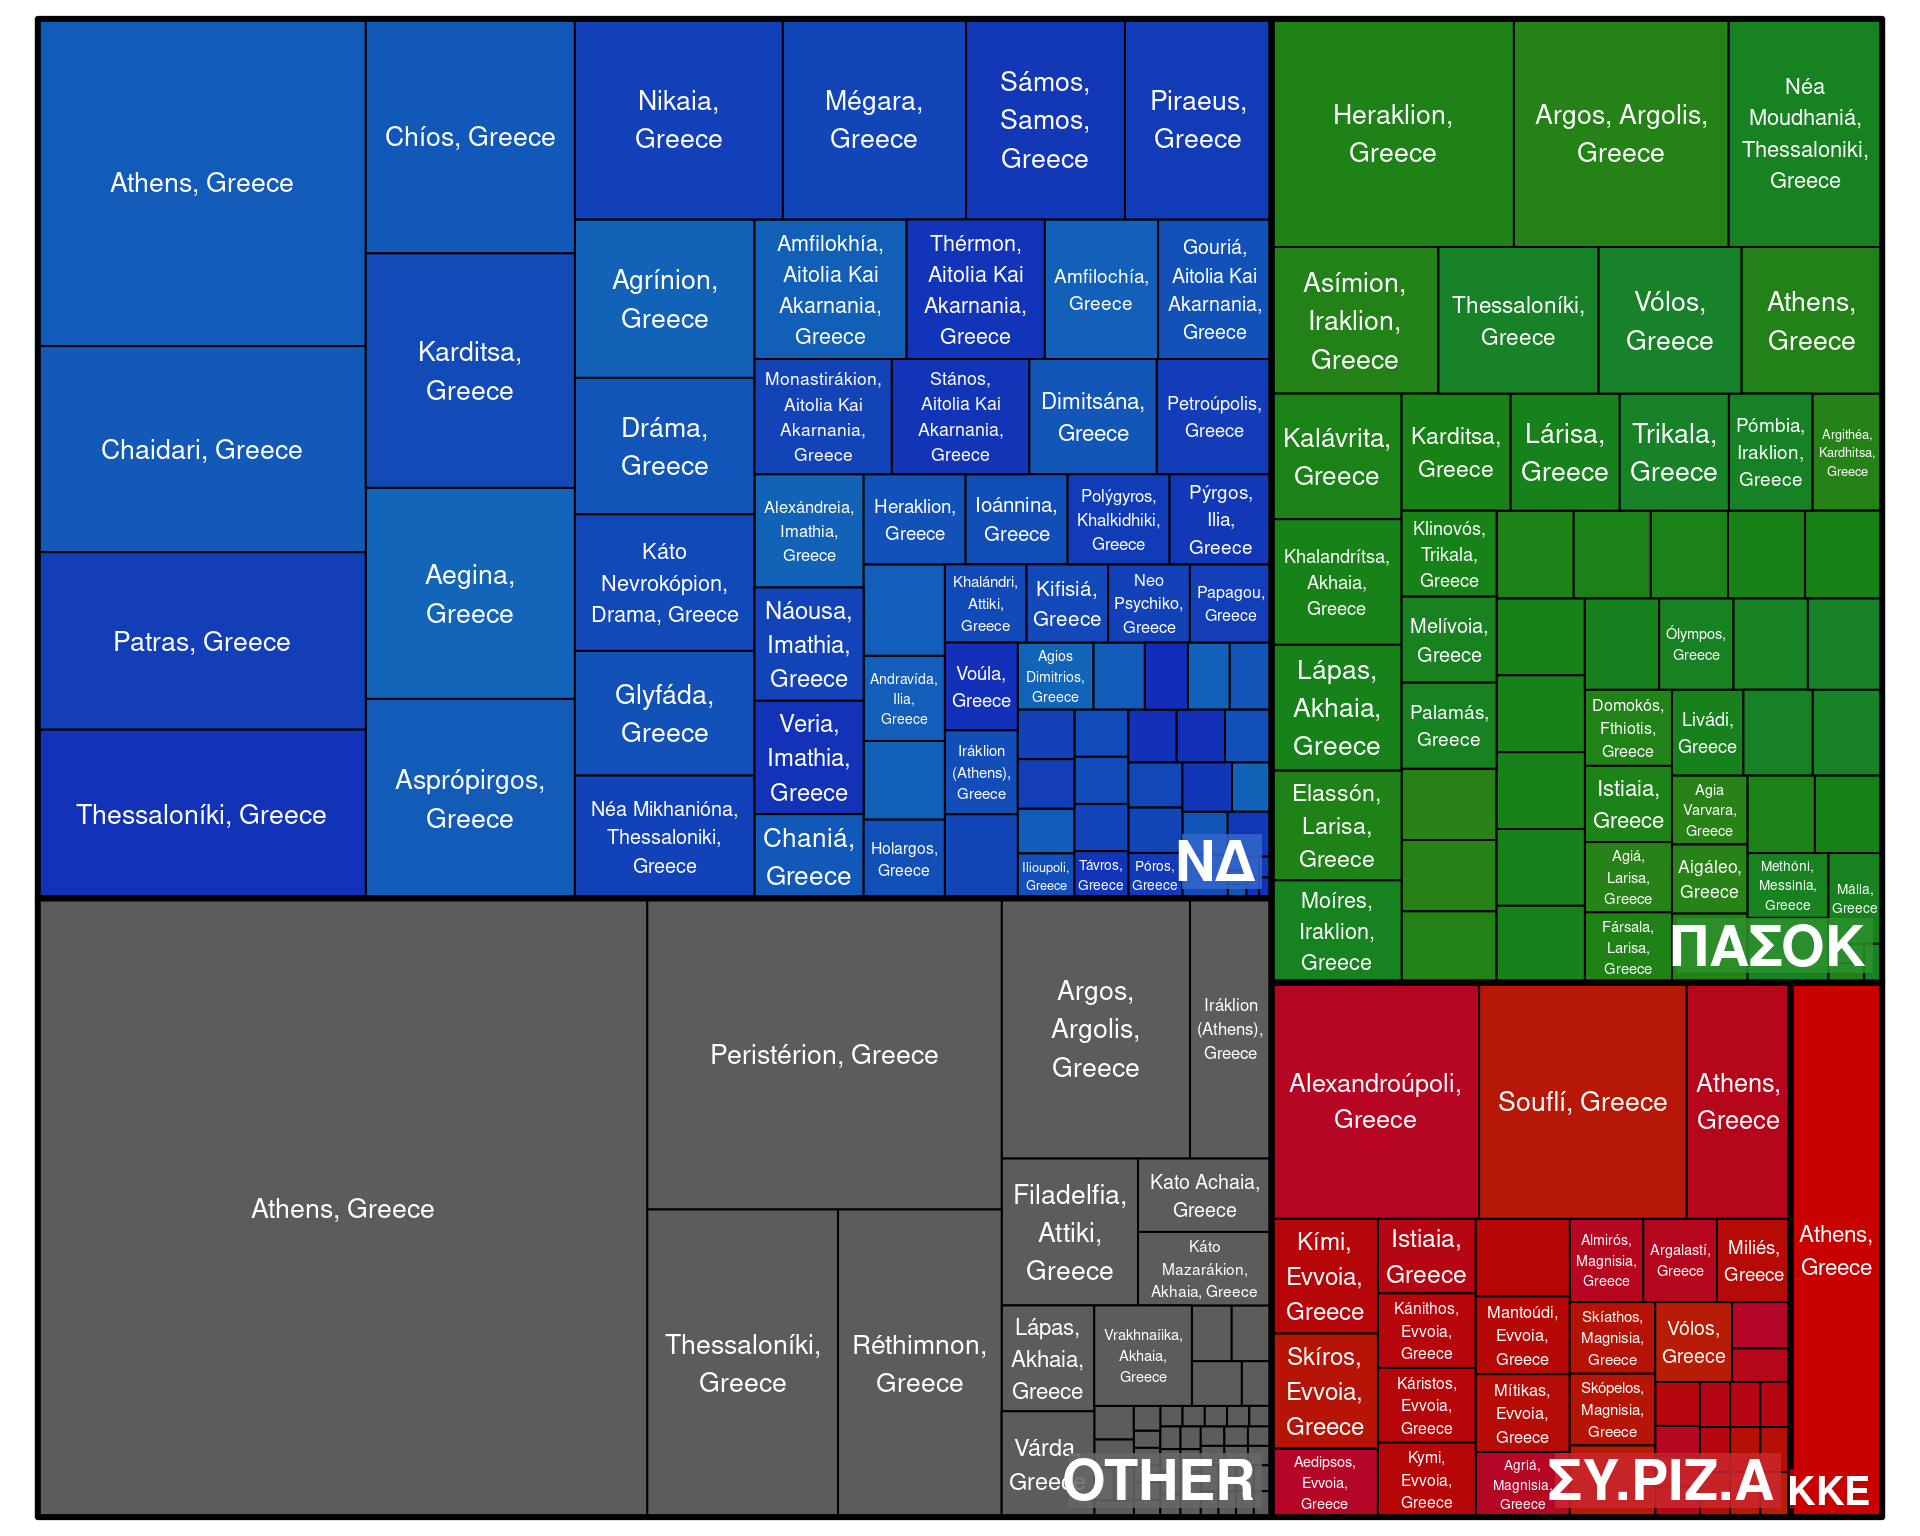 Athens, Greece
Chaidari, Greece
Patras, Greece
Thessaloníki, Greece
Chíos, Greece
Karditsa,
Greece
Aegina,
Greece
Asprópirgos,
Greece
Nikaia,
Greece
Mégara,
Greece
Sámos,
Samos,
Greece
Piraeus,
Greece
Agrínion,
Greece
Dráma,
Greece
Káto
Nevrokópion,
Drama, Greece
Glyfáda,
Greece
Néa Mikhanióna,
Thessaloniki,
Greece
Amfilokhía,
Aitolia Kai
Akarnania,
Greece
Thérmon,
Aitolia Kai
Akarnania,
Greece
Amfilochía,
Greece
Gouriá,
Aitolia Kai
Akarnania,
Greece
Monastirákion,
Aitolia Kai
Akarnania,
Greece
Stános,
Aitolia Kai
Akarnania,
Greece
Dimitsána,
Greece
Petroúpolis,
Greece
Alexándreia,
Imathia,
Greece
Náousa,
Imathia,
Greece
Veria,
Imathia,
Greece
Chaniá,
Greece
Heraklion,
Greece
Ioánnina,
Greece
Polýgyros,
Khalkidhiki,
Greece
Pýrgos,
Ilia,
Greece
Andravída,
Ilia,
Greece
Holargos,
Greece
Khalándri,
Attiki,
Greece
Kifisiá,
Greece
Neo
Psychiko,
Greece
Papagou,
Greece
Voúla,
Greece
Iráklion
(Athens),
Greece
Agios
Dimitrios,
Greece
Ilioupoli,
Greece
Távros,
Greece
Póros,
Greece
ΝΔ
Heraklion,
Greece
Argos, Argolis,
Greece
Néa
Moudhaniá,
Thessaloniki,
Greece
Asímion,
Iraklion,
Greece
Thessaloníki,
Greece
Vólos,
Greece
Athens,
Greece
Kalávrita,
Greece
Khalandrítsa,
Akhaia,
Greece
Lápas,
Akhaia,
Greece
Elassón,
Larisa,
Greece
Moíres,
Iraklion,
Greece
Karditsa,
Greece
Lárisa,
Greece
Trikala,
Greece
Pómbia,
Iraklion,
Greece
Argithéa,
Kardhitsa,
Greece
Klinovós,
Trikala,
Greece
Melívoia,
Greece
Palamás,
Greece
Ólympos,
Greece
Domokós,
Fthiotis,
Greece
Livádi,
Greece
Istiaia,
Greece
Agia
Varvara,
Greece
Agiá,
Larisa,
Greece
Aigáleo,
Greece
Methóni,
Messinia,
Greece
Mália,
Greece
Fársala,
Larisa,
Greece
ΠΑΣΟΚ
Athens, Greece
Peristérion, Greece
Thessaloníki,
Greece
Réthimnon,
Greece
Argos,
Argolis,
Greece
Iráklion
(Athens),
Greece
Filadelfia,
Attiki,
Greece
Kato Achaia,
Greece
Káto
Mazarákion,
Akhaia, Greece
Lápas,
Akhaia,
Greece
Vrakhnaíika,
Akhaia,
Greece
Várda,
Greece
OTHER
Alexandroúpoli,
Greece
Souflí, Greece
Athens,
Greece
Kími,
Evvoia,
Greece
Skíros,
Evvoia,
Greece
Aedipsos,
Evvoia,
Greece
Istiaia,
Greece
Kánithos,
Evvoia,
Greece
Káristos,
Evvoia,
Greece
Kymi,
Evvoia,
Greece
Mantoúdi,
Evvoia,
Greece
Mítikas,
Evvoia,
Greece
Agriá,
Magnisia,
Greece
Almirós,
Magnisia,
Greece
Argalastí,
Greece
Miliés,
Greece
Skíathos,
Magnisia,
Greece
Vólos,
Greece
Skópelos,
Magnisia,
Greece
ΣΥ.ΡΙΖ.Α
Athens,
Greece
ΚΚΕ